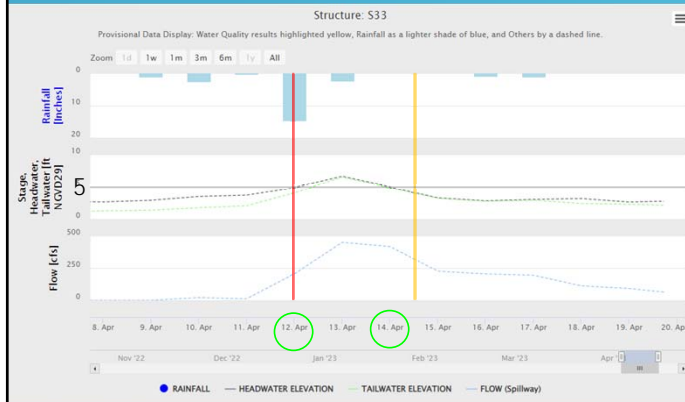 Structure: S33
Provisional Data Display: Water Quality results highlighted yellow, Rainfall as a lighter shade of blue, and Others by a dashed line.
Zoom 1d 1w 1m 3m 6m 1y All
Rainfall [Inches]
0
10
20
Stage, Headwater, Tailwater [ft NGVD29]
10
5
0
Flow [cfs]
500
250
0
8. Apr 9. Apr 10. Apr 11. Apr 12. Apr 13. Apr 14. Apr 15. Apr 16. Apr 17. Apr 18. Apr 19. Apr 20. Apr
Nov '22 Dec '22 Jan '23 Feb '23 Mar '23 Apr
RAINFALL HEADWATER ELEVATION TAILWATER ELEVATION FLOW (Spillway)